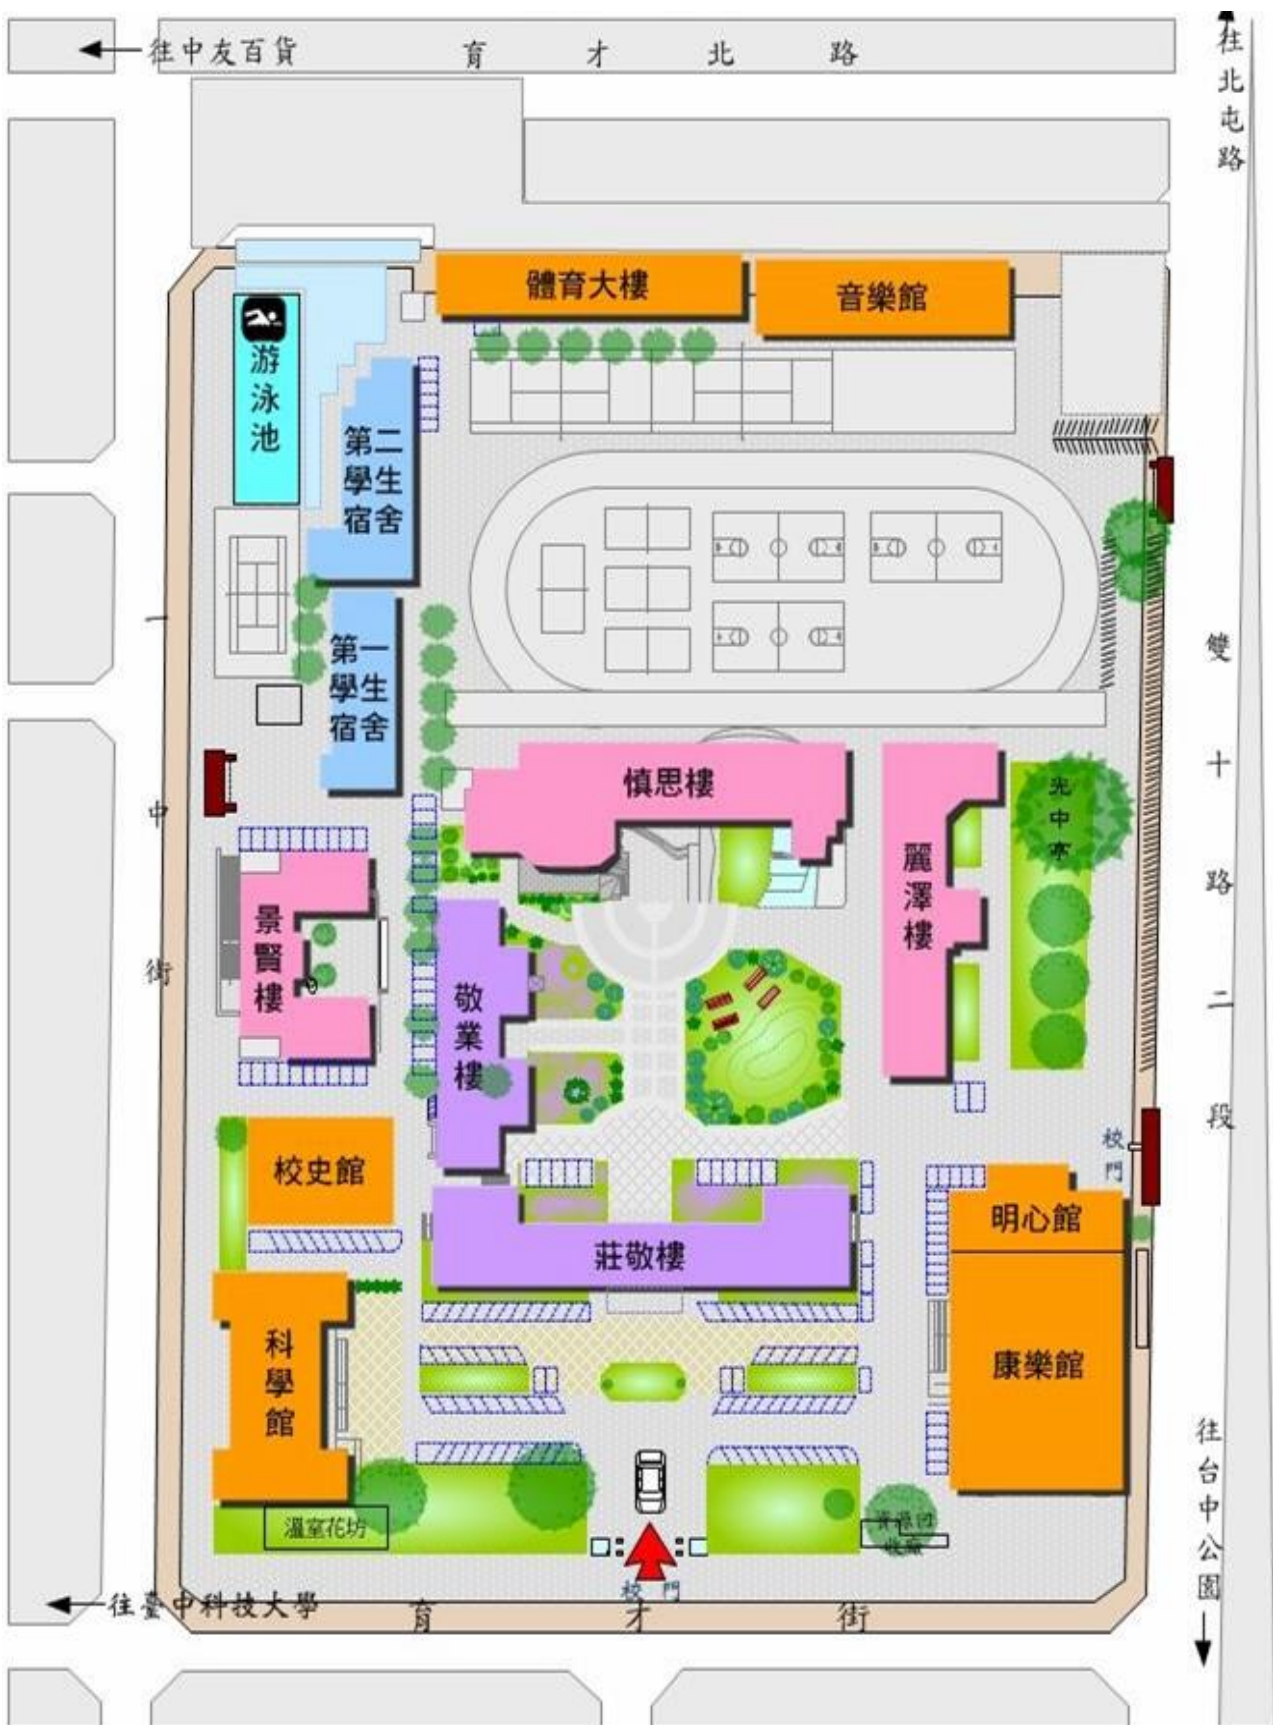 往中友百貨
育才北路
往北屯路
體育大樓
音樂館
游泳池
第二學生宿舍
第一學生宿舍
一中街
雙十路二段
慎思樓
麗澤樓
光中亭
景賢樓
敬業樓
校門
校史館
明心館
莊敬樓
科學館
康樂館
往台中公園
溫室花坊
資源回
收廠
校門
往臺中科技大學
育才街